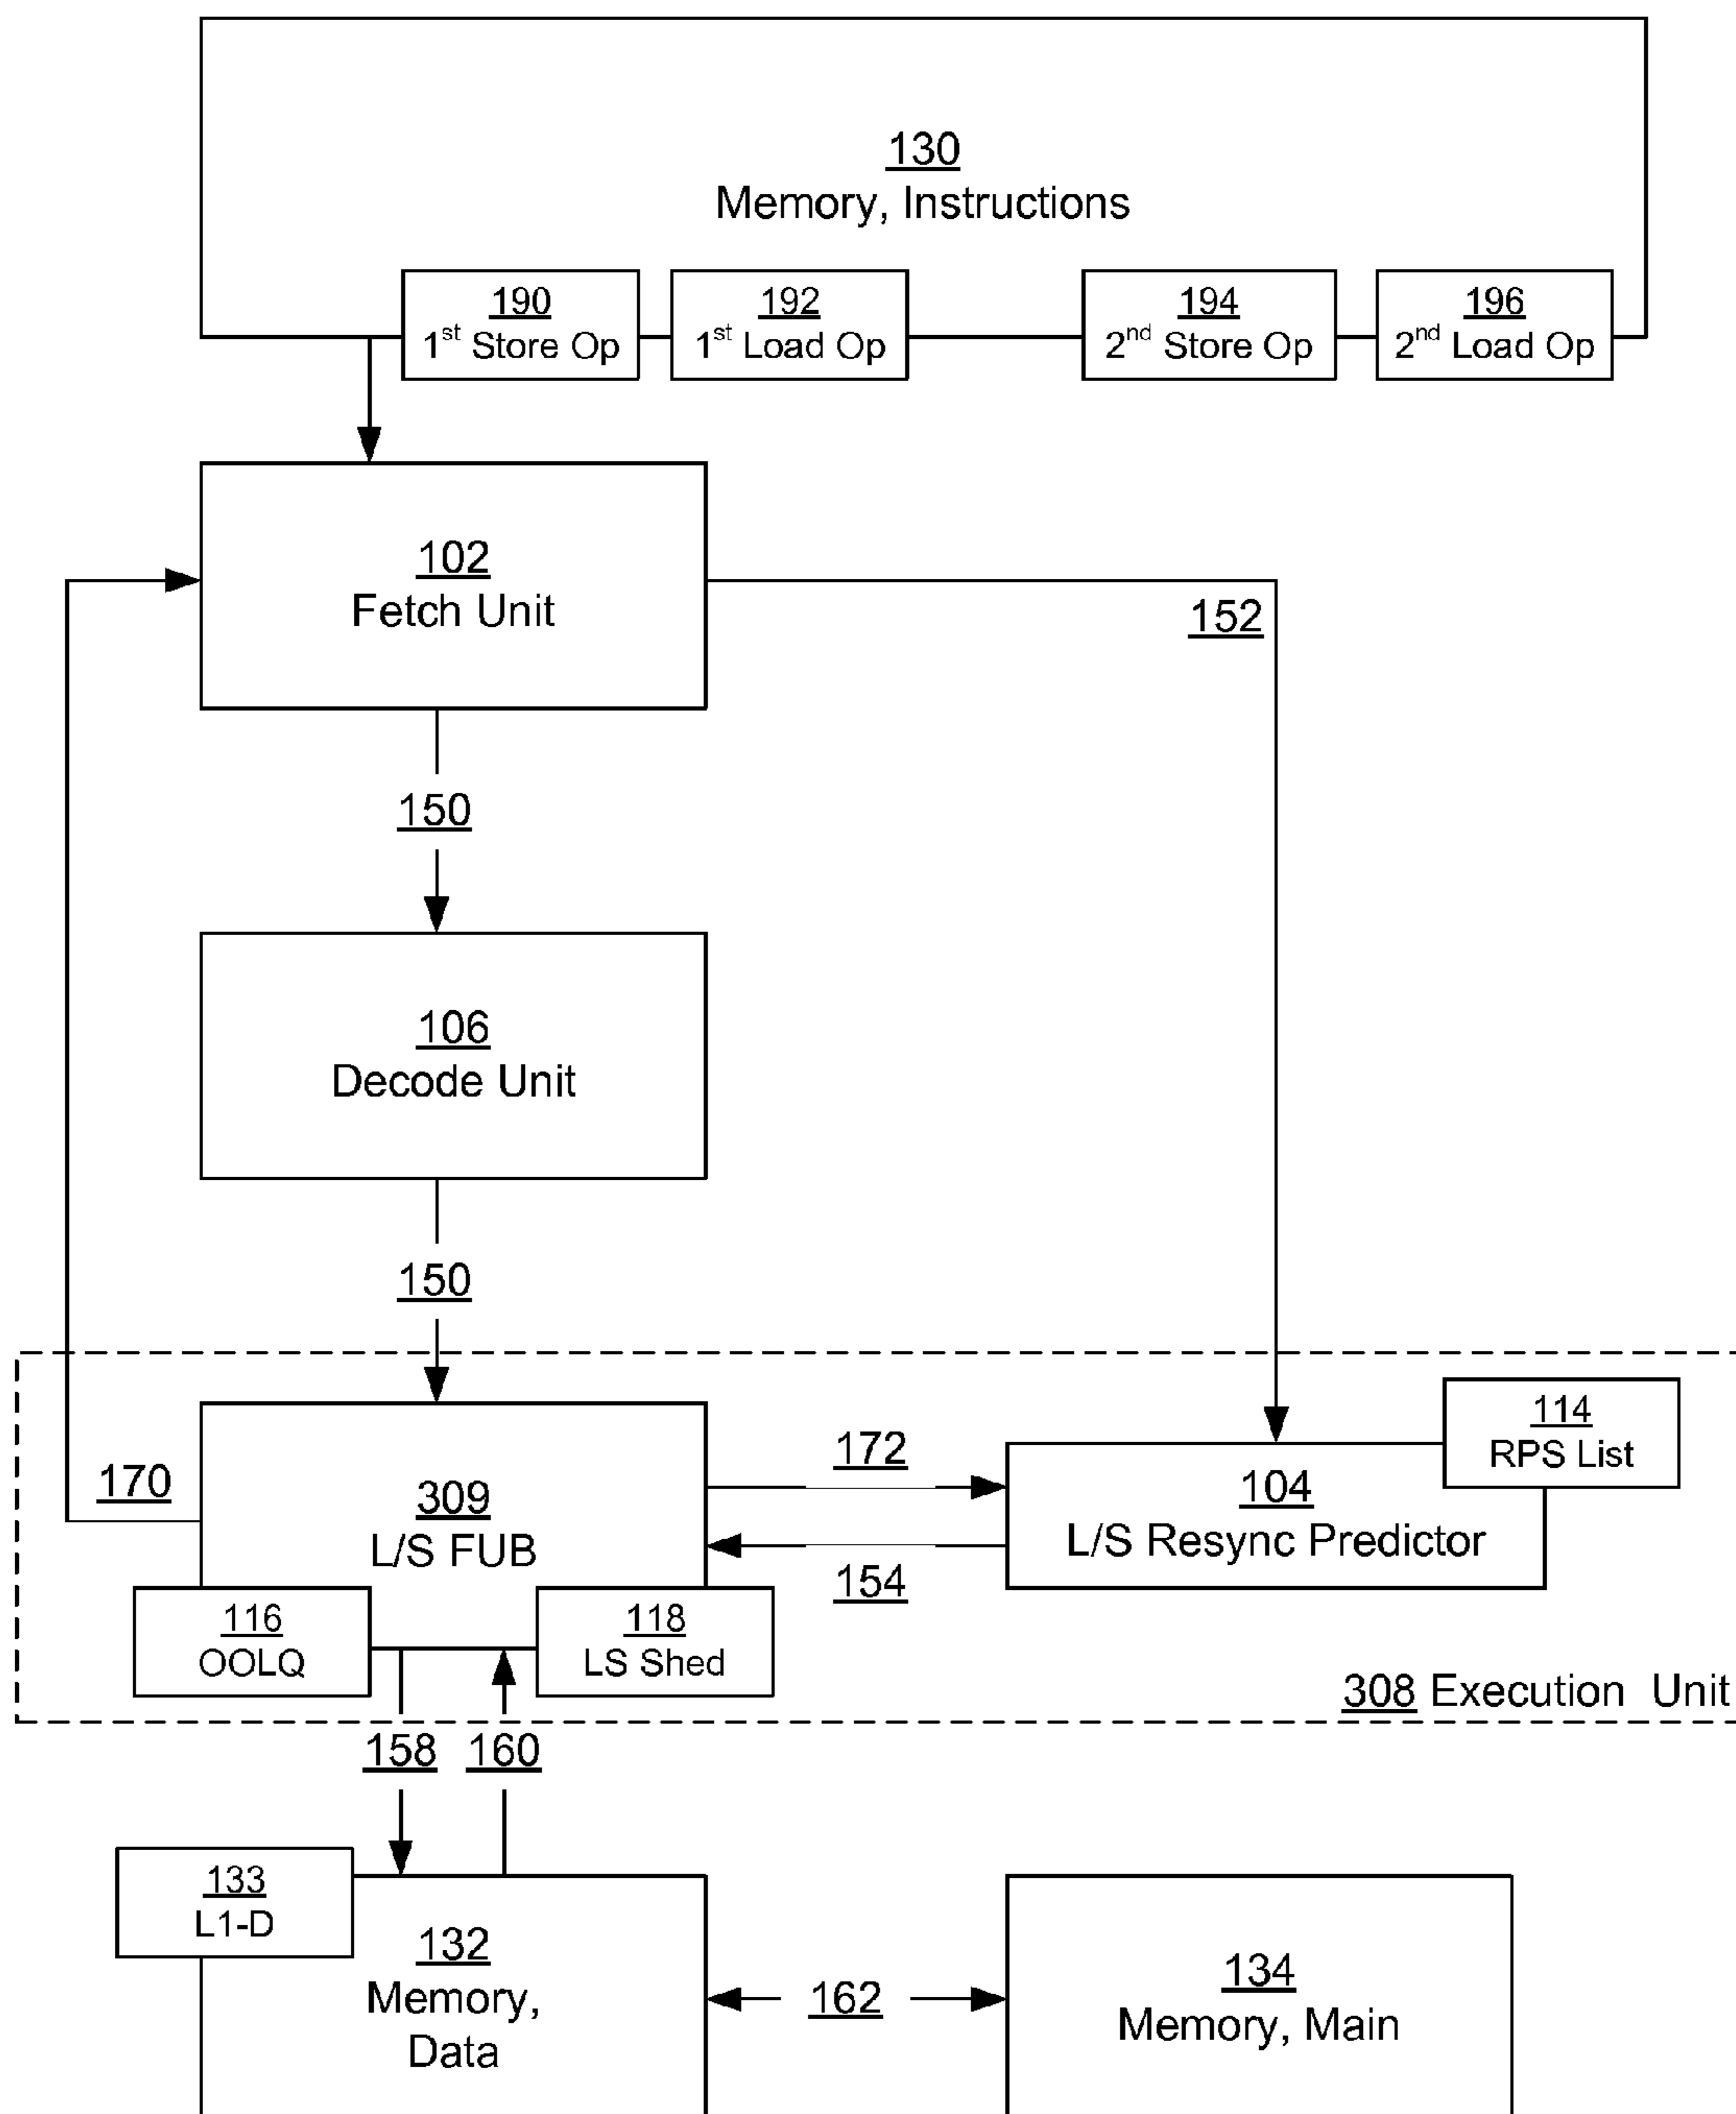 130
Memory, Instructions
190
1st Store Op
192
1st Load Op
194
2nd Store Op
196
2nd Load Op
102
Fetch Unit
152
150
106
Decode Unit
150
114
RPS List
172
104
L/S Resync Predictor
170
309
L/S FUB
154
116
OOLQ
118
LS Shed
308 Execution Unit
158
160
133
L1-D
132
Memory,
Data
162
134
Memory, Main